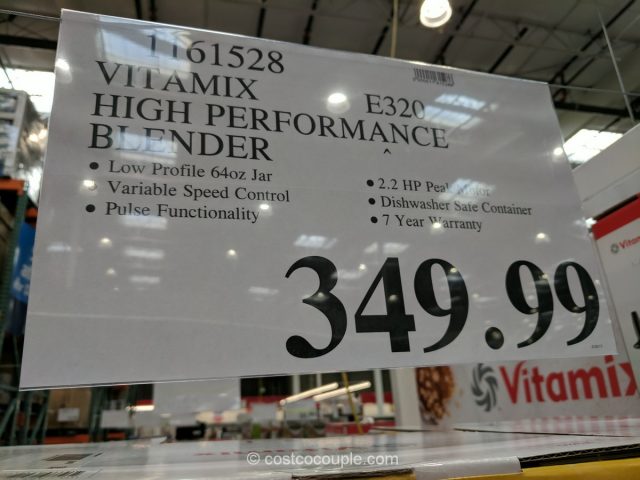 1161528
VITAMIX E320
HIGH PERFORMANCE
BLENDER
• Low Profile 64oz Jar
• Variable Speed Control
• Pulse Functionality
• 2.2 HP Peak Motor
• Dishwasher Safe Container
• 7 Year Warranty
349.99
Vitamix
Vitamix
© costcocouple.com